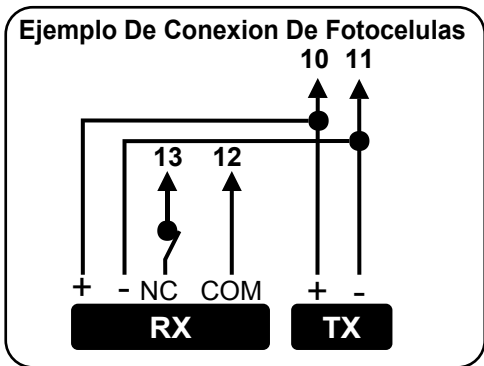 Ejemplo De Conexion De Fotocelulas
10 11
13 12
+ - NC COM + -
RX TX